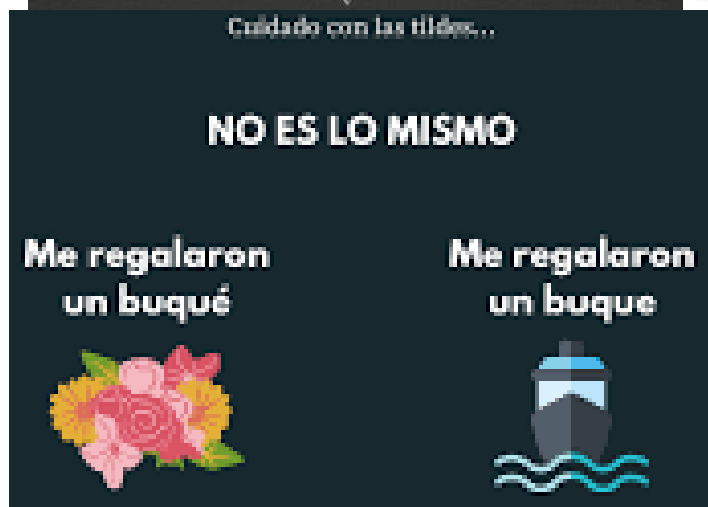 Cuidado con las tildes...
NO ES LO MISMO
Me regalaron
un buqué
Me regalaron
un buque